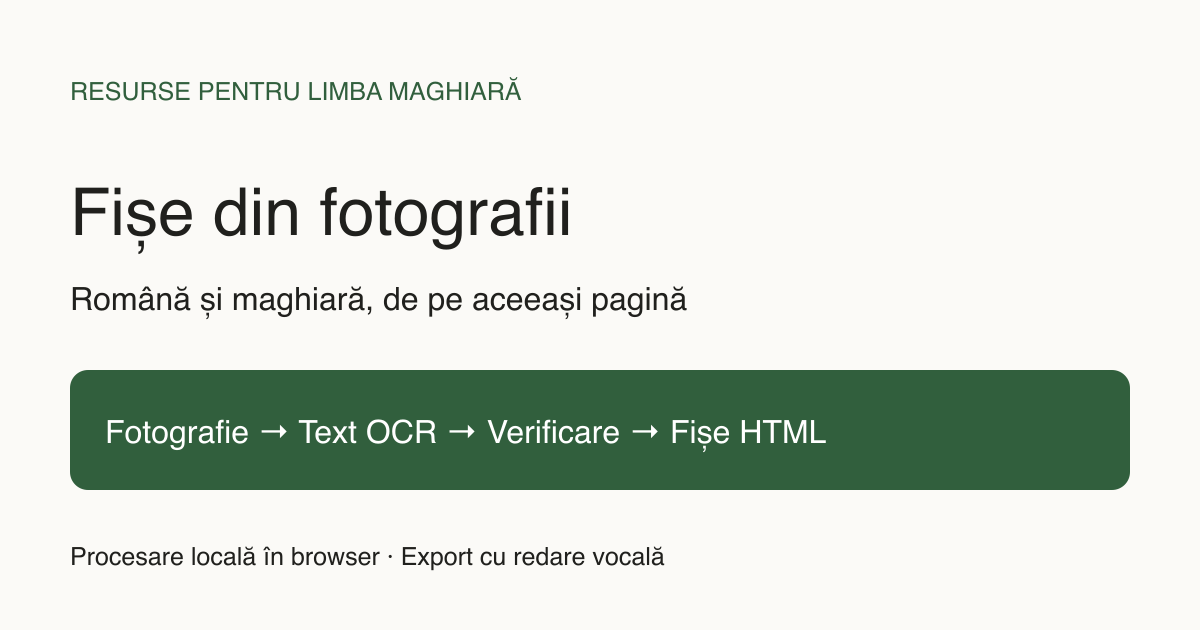 RESURSE PENTRU LIMBA MAGHIARĂ
Fișe din fotografii
Română și maghiară, de pe aceeași pagină
Fotografie → Text OCR → Verificare → Fișe HTML
Procesare locală în browser · Export cu redare vocală